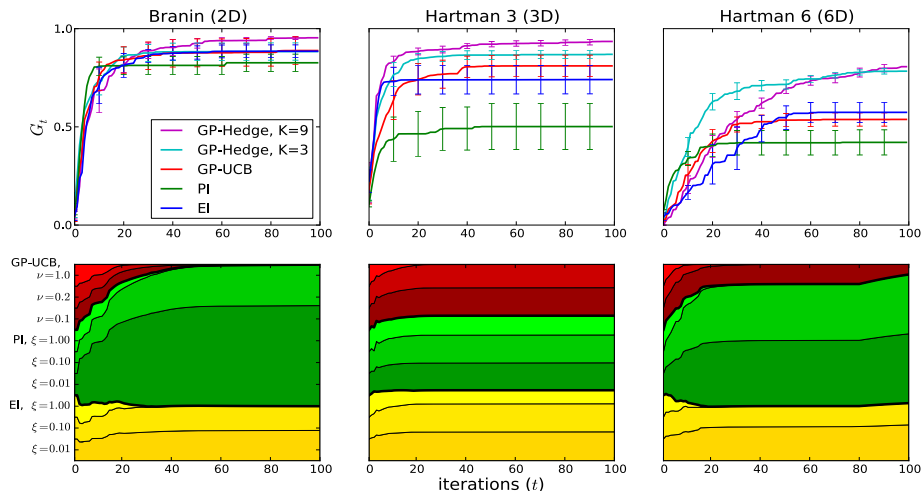 Branin (2D)
Hartman 3 (3D)
Hartman 6 (6D)
1.0
0.5
0.0
G_t
GP-Hedge, K=9
GP-Hedge, K=3
GP-UCB
PI
EI
0 20 40 60 80 100
0 20 40 60 80 100
0 20 40 60 80 100
GP-UCB,
ν=1.0
ν=0.2
ν=0.1
PI, ξ=1.00
ξ=0.10
ξ=0.01
EI, ξ=1.00
ξ=0.10
ξ=0.01
0 20 40 60 80 100
0 20 40 60 80 100
0 20 40 60 80 100
iterations (t)